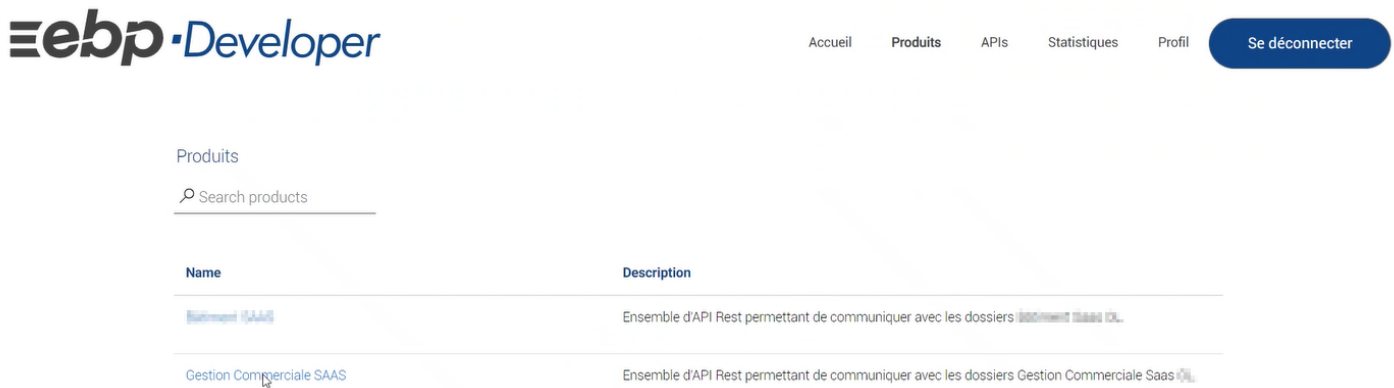 ebp·Developer
Accueil Produits APIs Statistiques Profil Se déconnecter
Produits
Search products
Name Description
Ensemble d'API Rest permettant de communiquer avec les dossiers
Gestion Commerciale SAAS Ensemble d'API Rest permettant de communiquer avec les dossiers Gestion Commerciale Saas